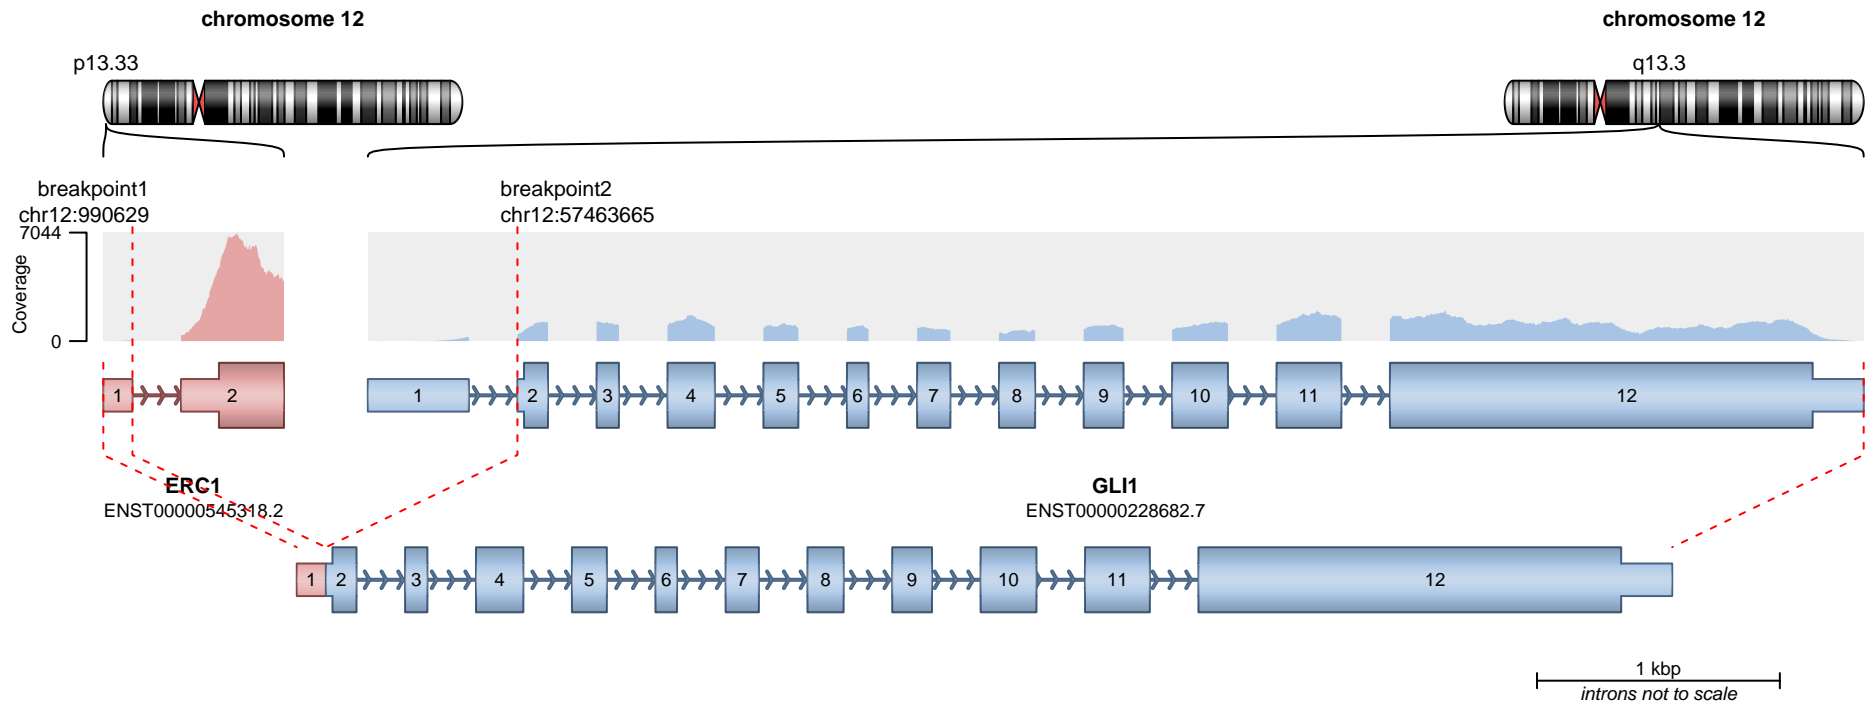 chromosome 12
chromosome 12
p13.33
q13.3
breakpoint1
chr12:990629
breakpoint2
chr12:57463665
7044
Coverage
0
1 2
1 2 3 4 5 6 7 8 9 10 11 12
ERC1
ENST00000545318.2
GLI1
ENST00000228682.7
1 2 3 4 5 6 7 8 9 10 11 12
1 kbp
introns not to scale